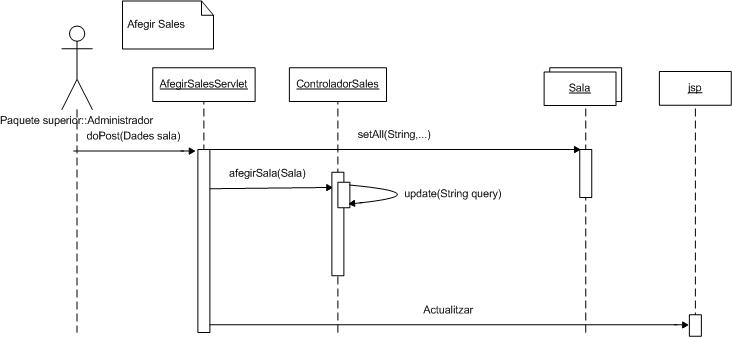 Afegir Sales
AfegirSalesServlet
ControladorSales
Sala
jsp
Paquete superior::Administrador
doPost(Dades sala)
setAll(String,...)
afegirSala(Sala)
update(String query)
Actualitzar